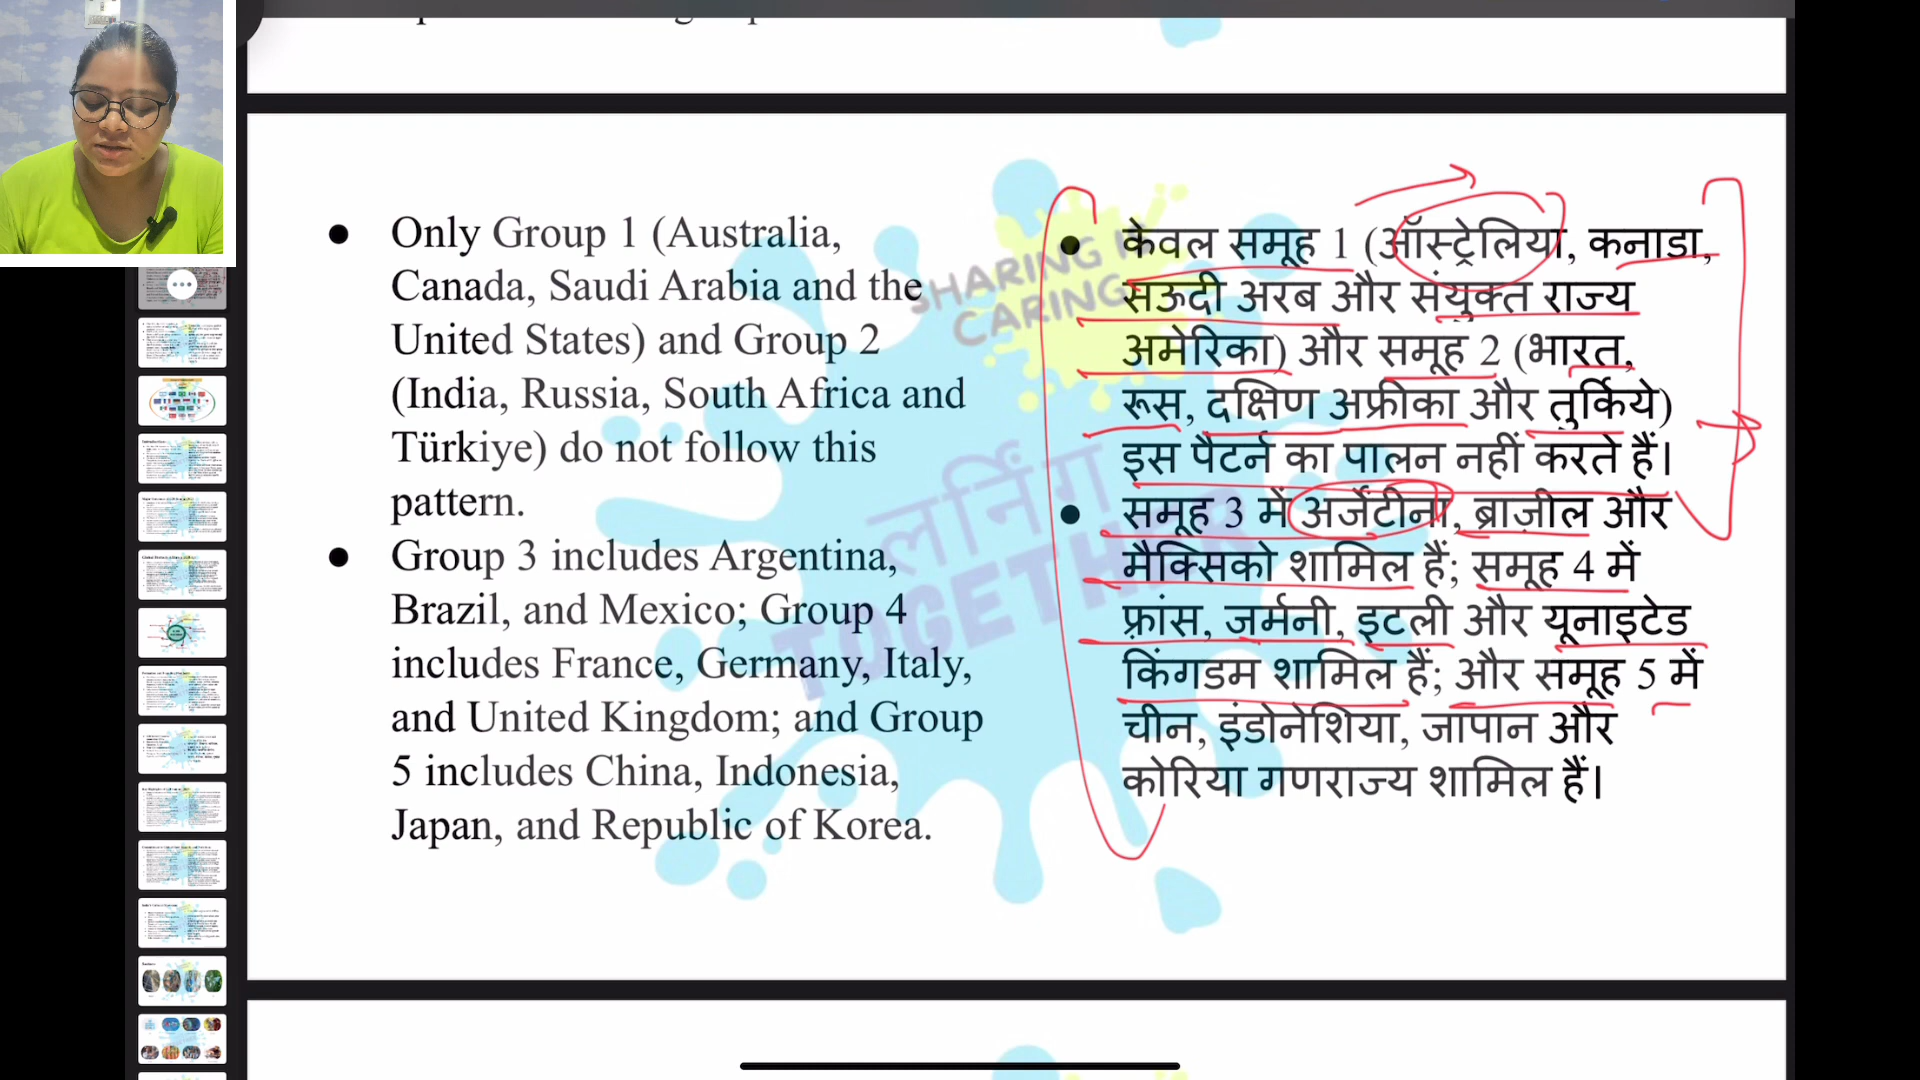 Only Group 1 (Australia,
Canada, Saudi Arabia and the
United States) and Group 2
(India, Russia, South Africa and
Türkiye) do not follow this
pattern.
Group 3 includes Argentina,
Brazil, and Mexico; Group 4
includes France, Germany, Italy,
and United Kingdom; and Group
5 includes China, Indonesia,
Japan, and Republic of Korea.
केवल समूह 1 (ऑस्ट्रेलिया, कनाडा,
सऊदी अरब और संयुक्त राज्य
अमेरिका) और समूह 2 (भारत,
रूस, दक्षिण अफ्रीका और तुर्किये)
इस पैटर्न का पालन नहीं करते हैं।
समूह 3 में अर्जेंटीना, ब्राज़ील और
मैक्सिको शामिल हैं; समूह 4 में
फ़्रांस, जर्मनी, इटली और यूनाइटेड
किंगडम शामिल हैं; और समूह 5 में
चीन, इंडोनेशिया, जापान और
कोरिया गणराज्य शामिल हैं।
SHARING IS
CARING
लर्निंग
TOGETHER